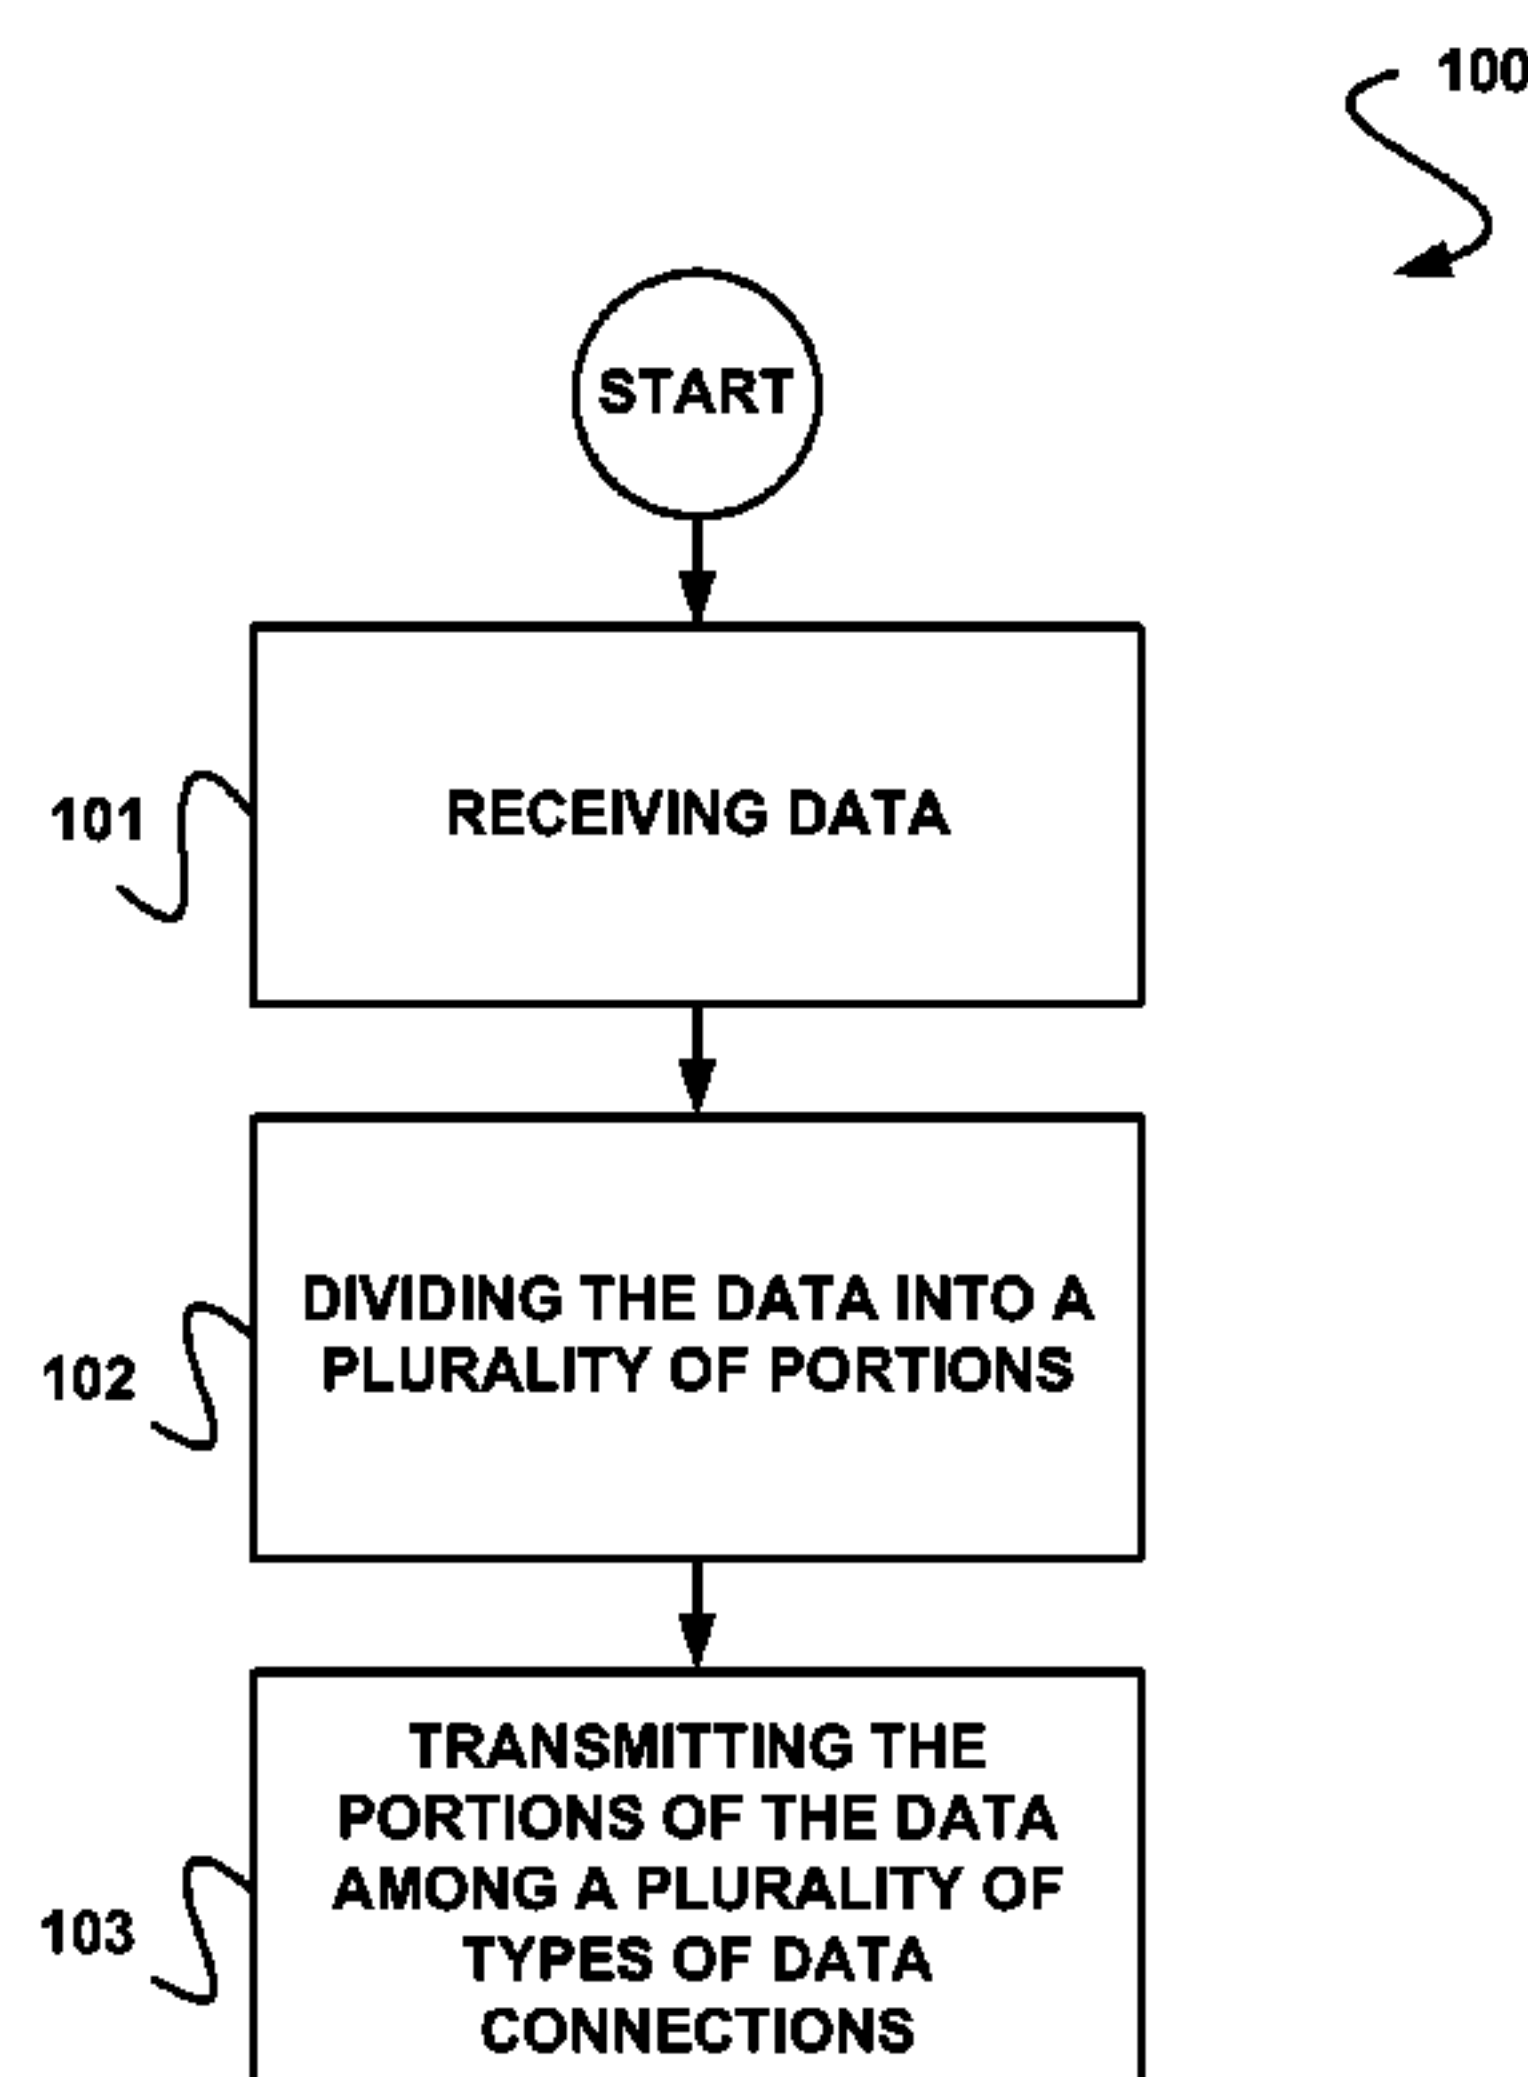 100
START
101
RECEIVING DATA
102
DIVIDING THE DATA INTO A
PLURALITY OF PORTIONS
103
TRANSMITTING THE
PORTIONS OF THE DATA
AMONG A PLURALITY OF
TYPES OF DATA
CONNECTIONS